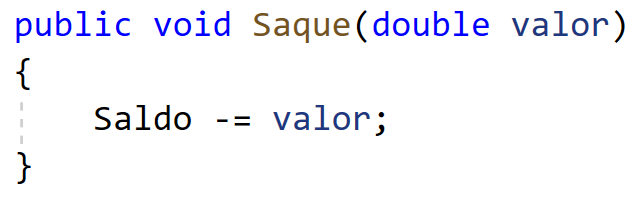 public void Saque(double valor)
{
    Saldo -= valor;
}